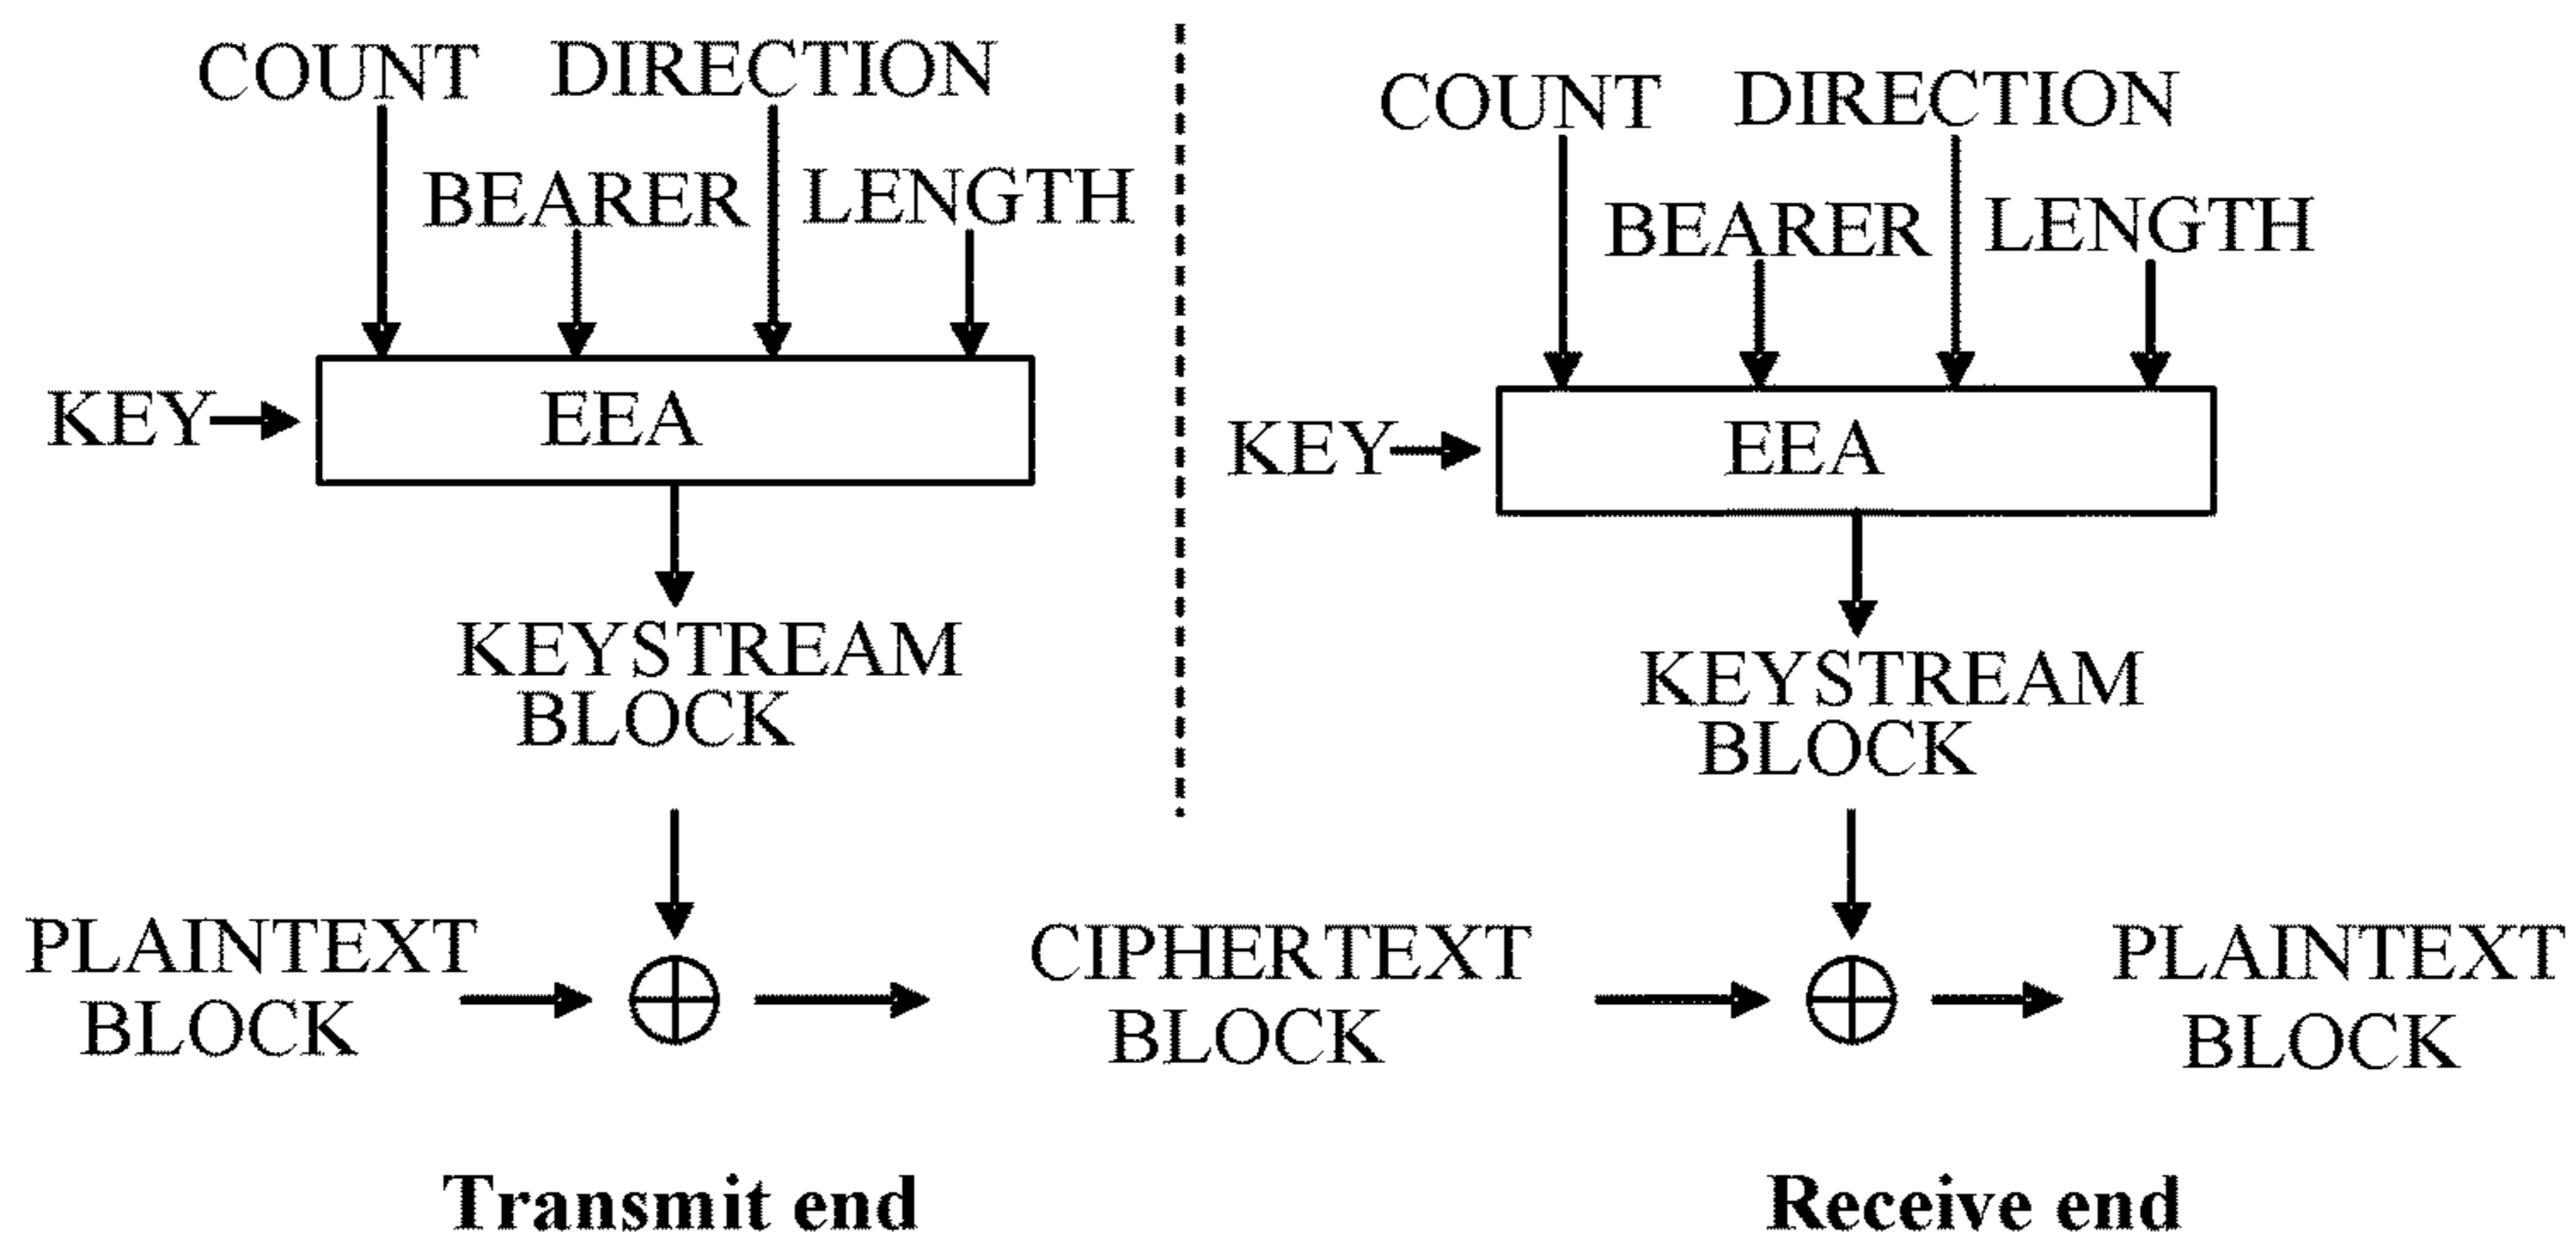 COUNT DIRECTION
BEARER LENGTH
KEY
EEA
KEYSTREAM
BLOCK
PLAINTEXT
BLOCK
Transmit end
COUNT DIRECTION
BEARER LENGTH
KEY
EEA
KEYSTREAM
BLOCK
CIPHERTEXT
BLOCK
PLAINTEXT
BLOCK
Receive end